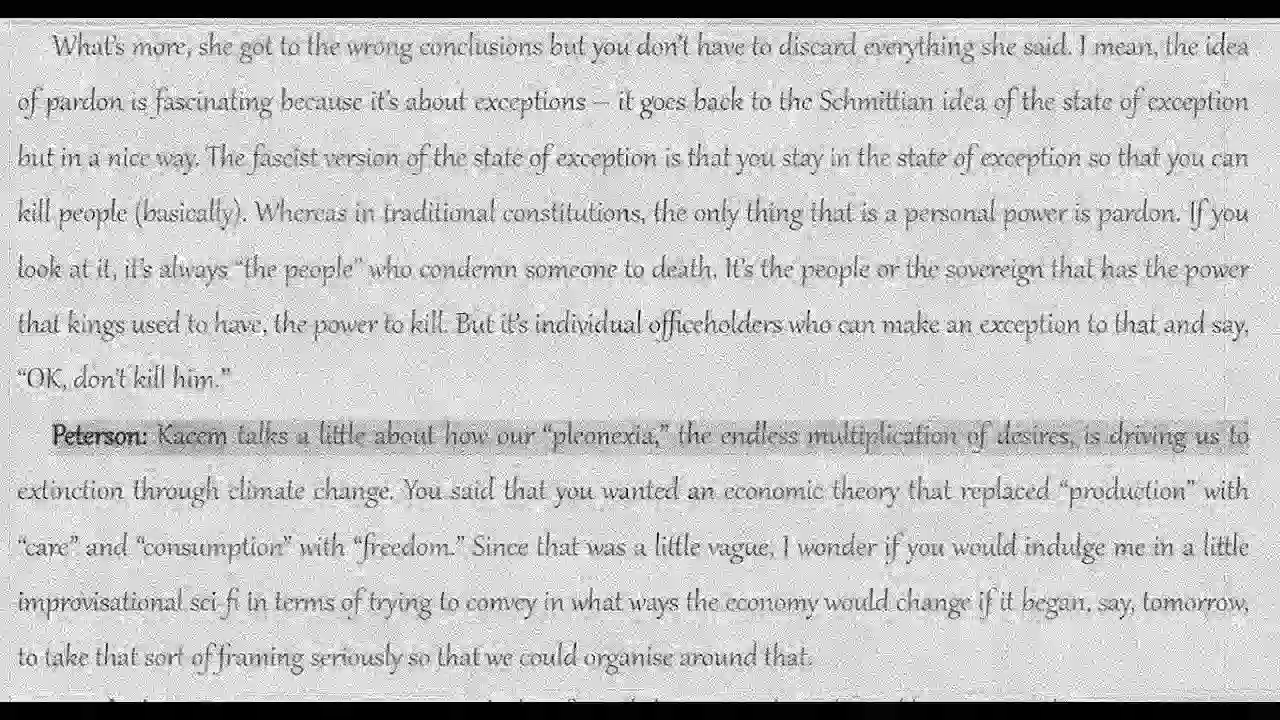 What's more, she got to the wrong conclusions but you don't have to discard everything she said. I mean, the idea
of pardon is fascinating because it's about exceptions – it goes back to the Schmittian idea of the state of exception
but in a nice way. The fascist version of the state of exception is that you stay in the state of exception so that you can
kill people (basically). Whereas in traditional constitutions, the only thing that is a personal power is pardon. If you
look at it, it's always “the people” who condemn someone to death. It's the people or the sovereign that has the power
that kings used to have, the power to kill. But it's individual officeholders who can make an exception to that and say,
“OK, don't kill him.”
Peterson: Kacem talks a little about how our “pleonexia,” the endless multiplication of desires, is driving us to
extinction through climate change. You said that you wanted an economic theory that replaced “production” with
“care” and “consumption” with “freedom.” Since that was a little vague, I wonder if you would indulge me in a little
improvisational sci-fi in terms of trying to convey in what ways the economy would change if it began, say, tomorrow,
to take that sort of framing seriously so that we could organise around that.